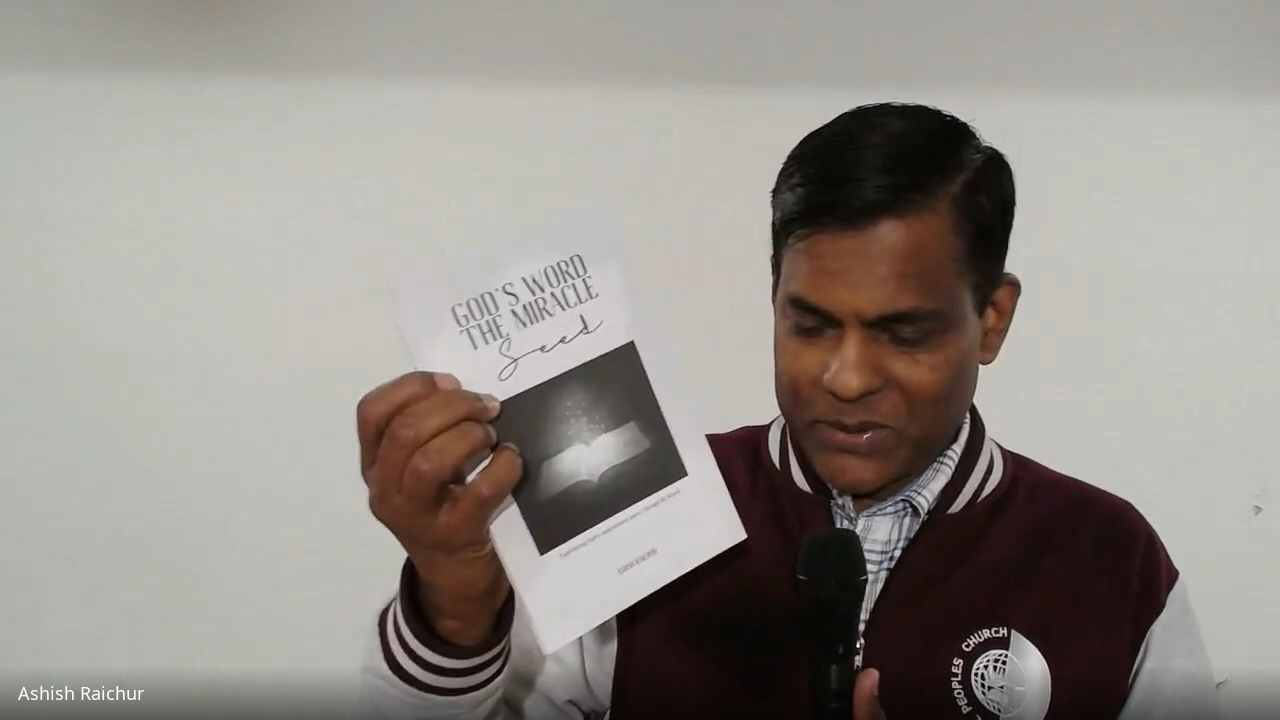 GOD'S WORD
THE MIRACLE
Seed
PEOPLES CHURCH
Ashish Raichur